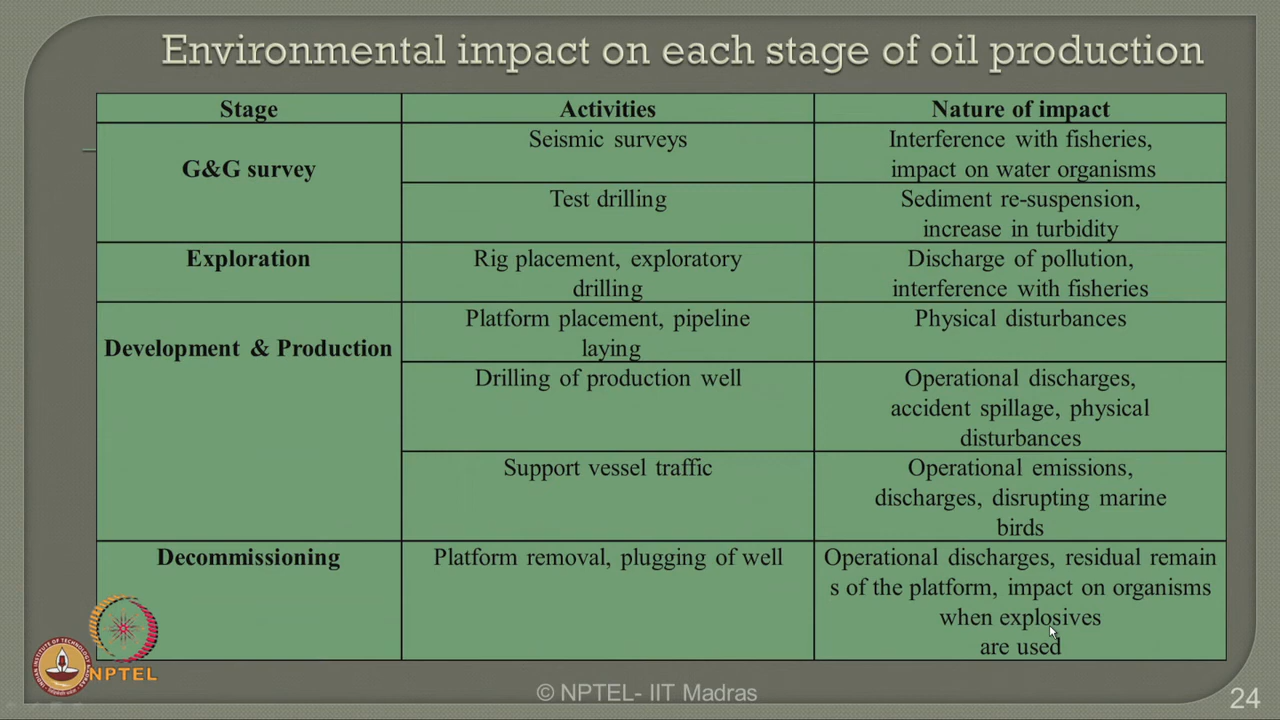 Environmental impact on each stage of oil production
Stage
Activities
Nature of impact
G&G survey
Seismic surveys
Interference with fisheries,
impact on water organisms
Test drilling
Sediment re-suspension,
increase in turbidity
Exploration
Rig placement, exploratory
drilling
Discharge of pollution,
interference with fisheries
Development & Production
Platform placement, pipeline
laying
Physical disturbances
Drilling of production well
Operational discharges,
accident spillage, physical
disturbances
Support vessel traffic
Operational emissions,
discharges, disrupting marine
birds
Decommissioning
Platform removal, plugging of well
Operational discharges, residual remain
s of the platform, impact on organisms
when explosives
are used
NPTEL
© NPTEL- IIT Madras
24